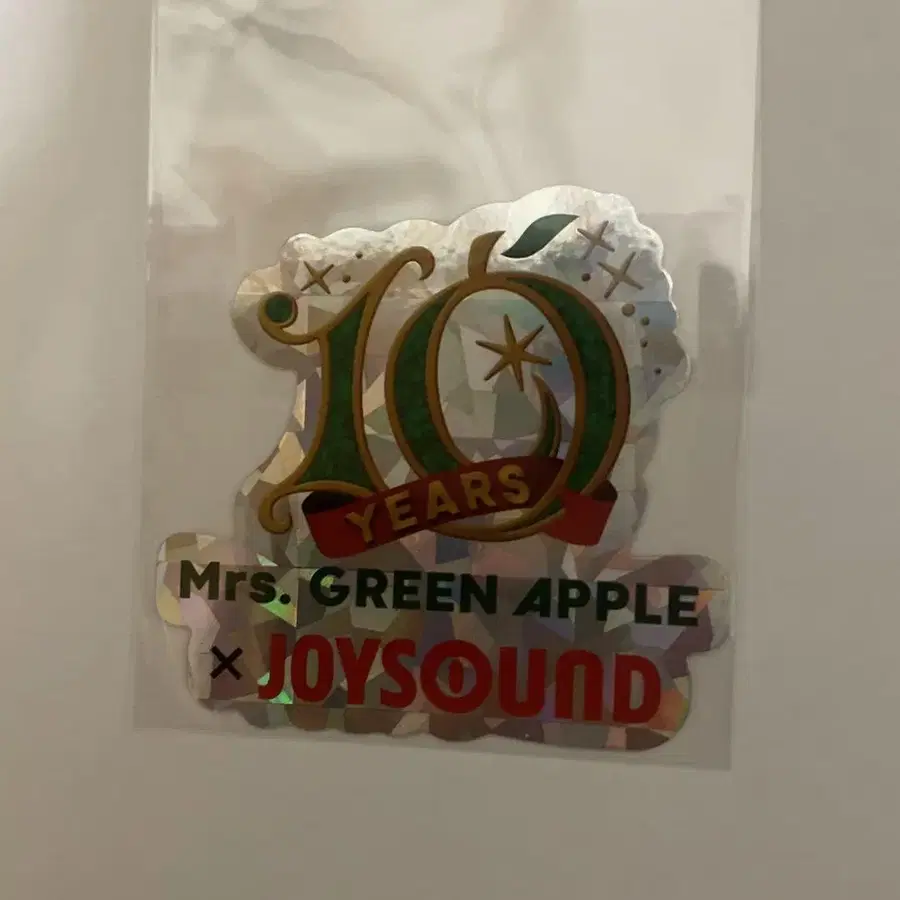 10
YEARS
Mrs. GREEN APPLE
× JOYSOUND